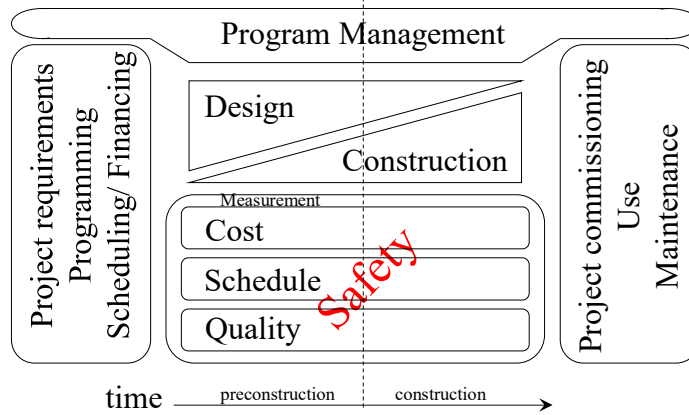 Program Management
Project requirements
Programming
Scheduling/ Financing
Design
Construction
Measurement
Cost
Schedule
Quality
Safety
Project commissioning
Use
Maintenance
time
preconstruction
construction